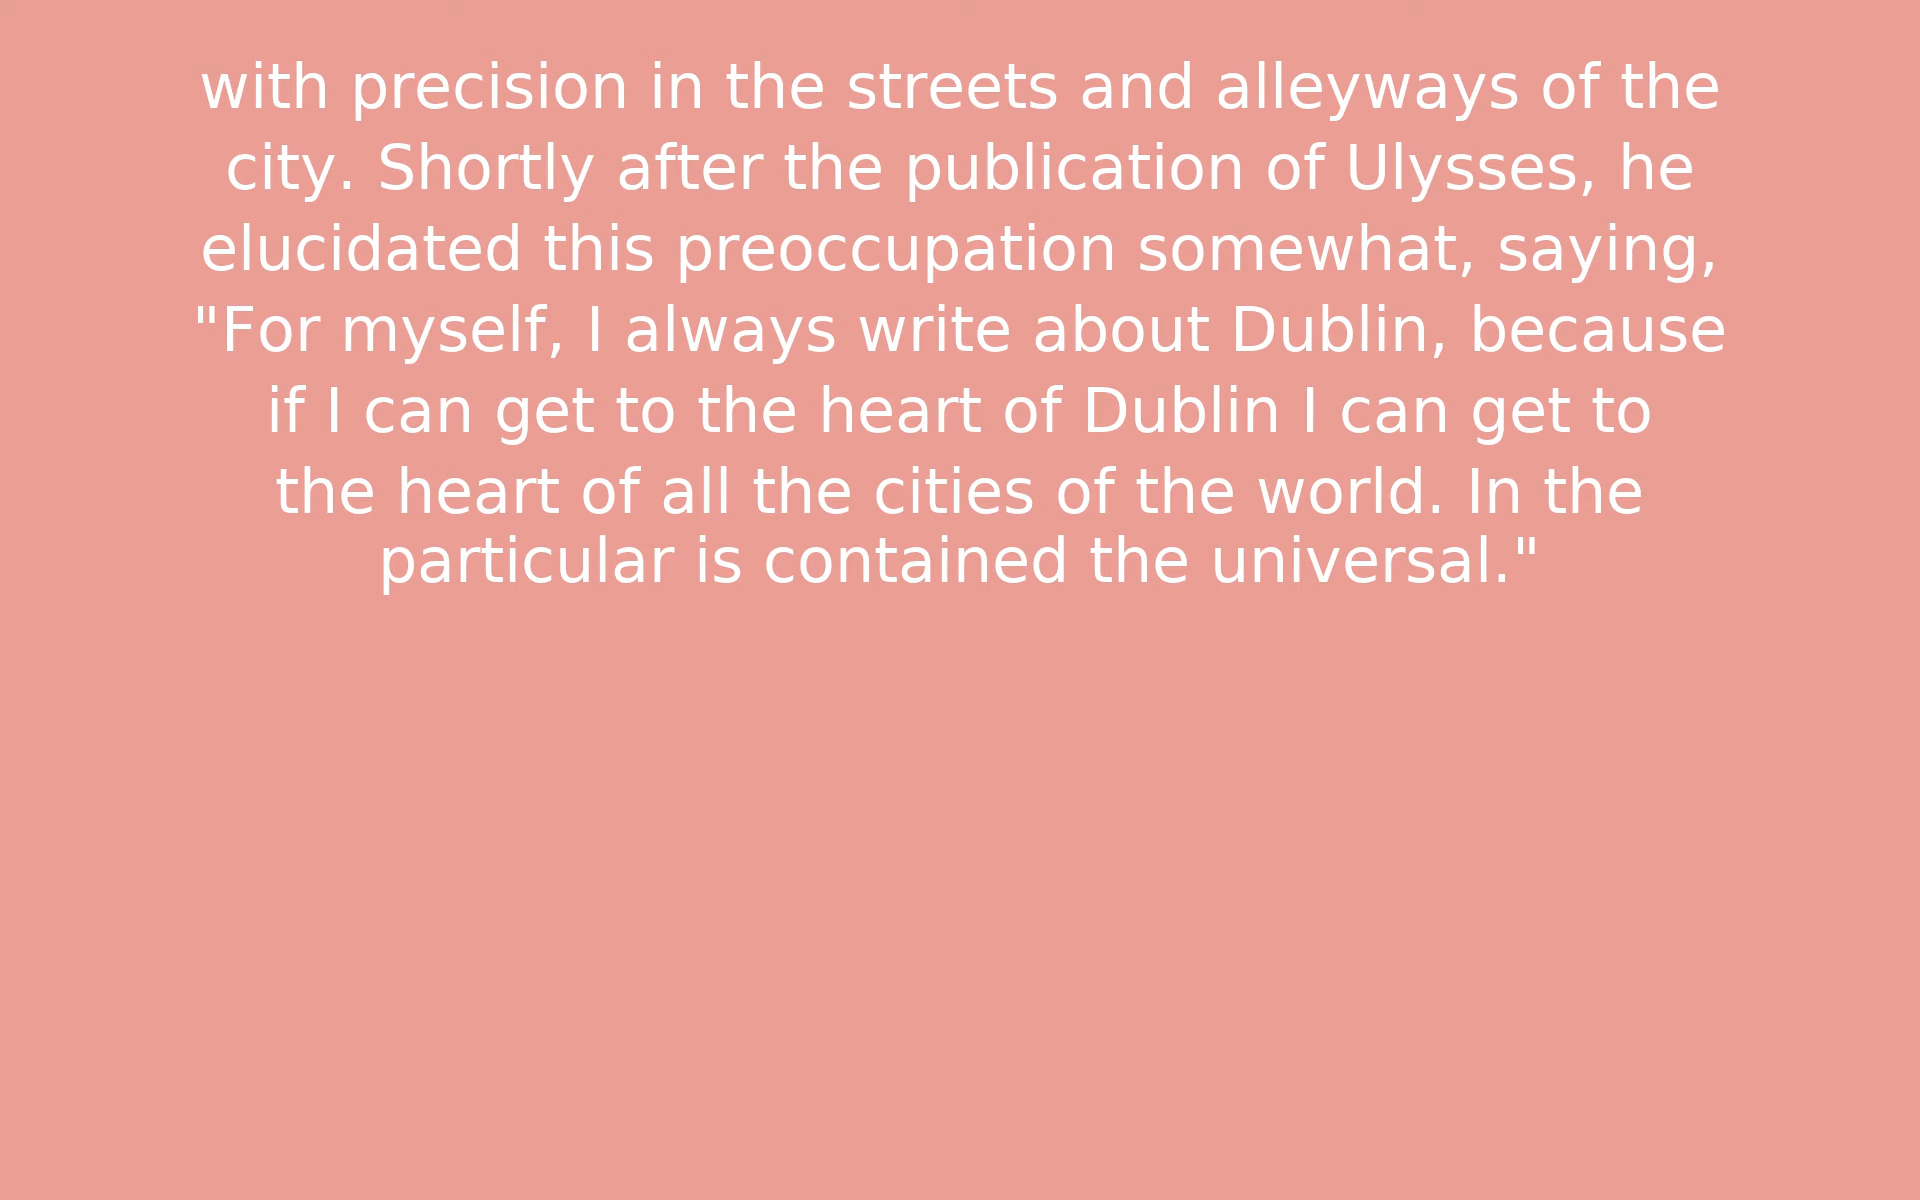 with precision in the streets and alleyways of the
city. Shortly after the publication of Ulysses, he
elucidated this preoccupation somewhat, saying,
"For myself, I always write about Dublin, because
if I can get to the heart of Dublin I can get to
the heart of all the cities of the world. In the
particular is contained the universal."